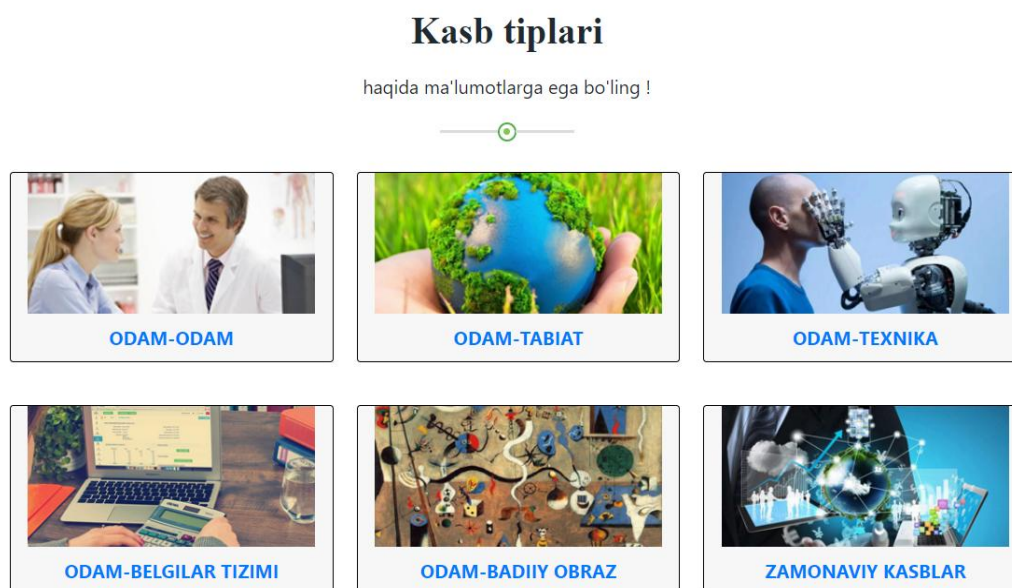 Kasb tiplari
haqida ma'lumotlarga ega bo'ling !
ODAM-ODAM
ODAM-TABIAT
ODAM-TEXNIKA
ODAM-BELGILAR TIZIMI
ODAM-BADIIY OBRAZ
ZAMONAVIY KASBLAR